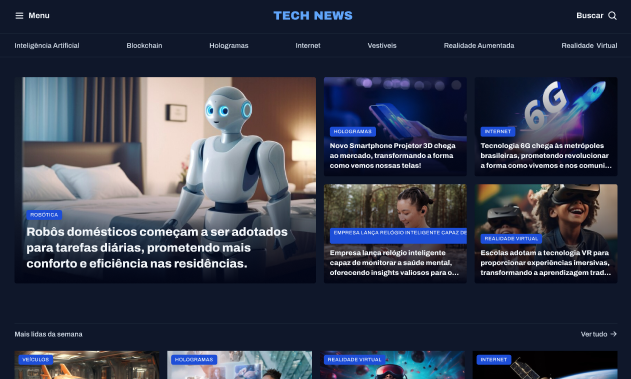 Menu
TECH NEWS
Buscar
Inteligência Artificial
Blockchain
Hologramas
Internet
Vestíveis
Realidade Aumentada
Realidade Virtual
ROBÓTICA
Robôs domésticos começam a ser adotados
para tarefas diárias, prometendo mais
conforto e eficiência nas residências.
HOLOGRAMAS
Novo Smartphone Projetor 3D chega
ao mercado, transformando a forma
como vemos nossas telas!
6G
INTERNET
Tecnologia 6G chega às metrópoles
brasileiras, prometendo revolucionar
a forma como vivemos e nos comuni...
EMPRESA LANÇA RELÓGIO INTELIGENTE CAPAZ DE
Empresa lança relógio inteligente
capaz de monitorar a saúde mental,
oferecendo insights valiosos para o...
REALIDADE VIRTUAL
Escolas adotam a tecnologia VR para
proporcionar experiências imersivas,
transformando a aprendizagem trad...
Mais lidas da semana
Ver tudo
VEÍCULOS
HOLOGRAMAS
REALIDADE VIRTUAL
INTERNET